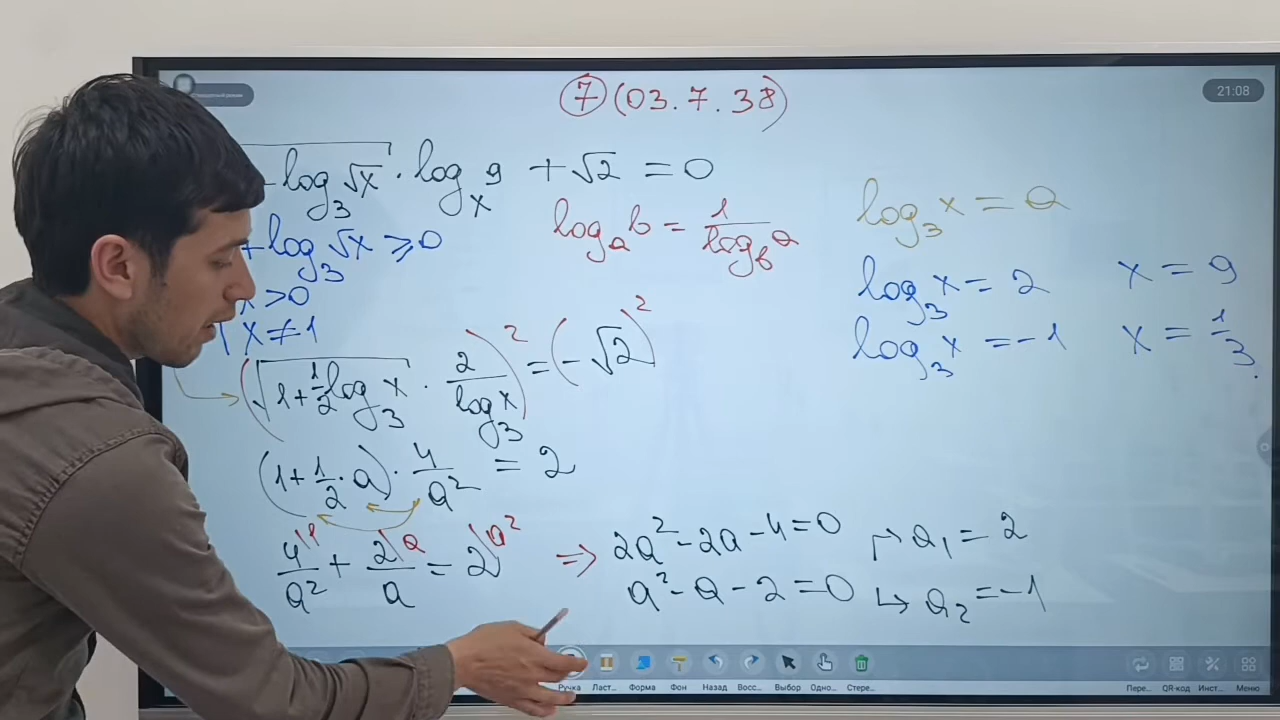 ⑦ (03.7.38)
21:08
log₃√x · logₓ9 + √2 = 0
+ log₃√x ≥ 0
x > 0
x ≠ 1
logₐb = 1/log_b a
log₃x = a
log₃x = 2 x = 9
log₃x = -1 x = 1/3.
(√(1 + 1/2 log₃x) · 2/log₃x)² = (-√2)²
(1 + 1/2 · a) · 4/a² = 2
4/a² \1 + 2/a \a = 2 \a² => 2a² - 2a - 4 = 0 a₁ = 2
a² - a - 2 = 0 a₂ = -1
Ручка Ласт... Форма Фон Назад Восс... Выбор Одно... Стере... Пере... QR-код Инст... Меню